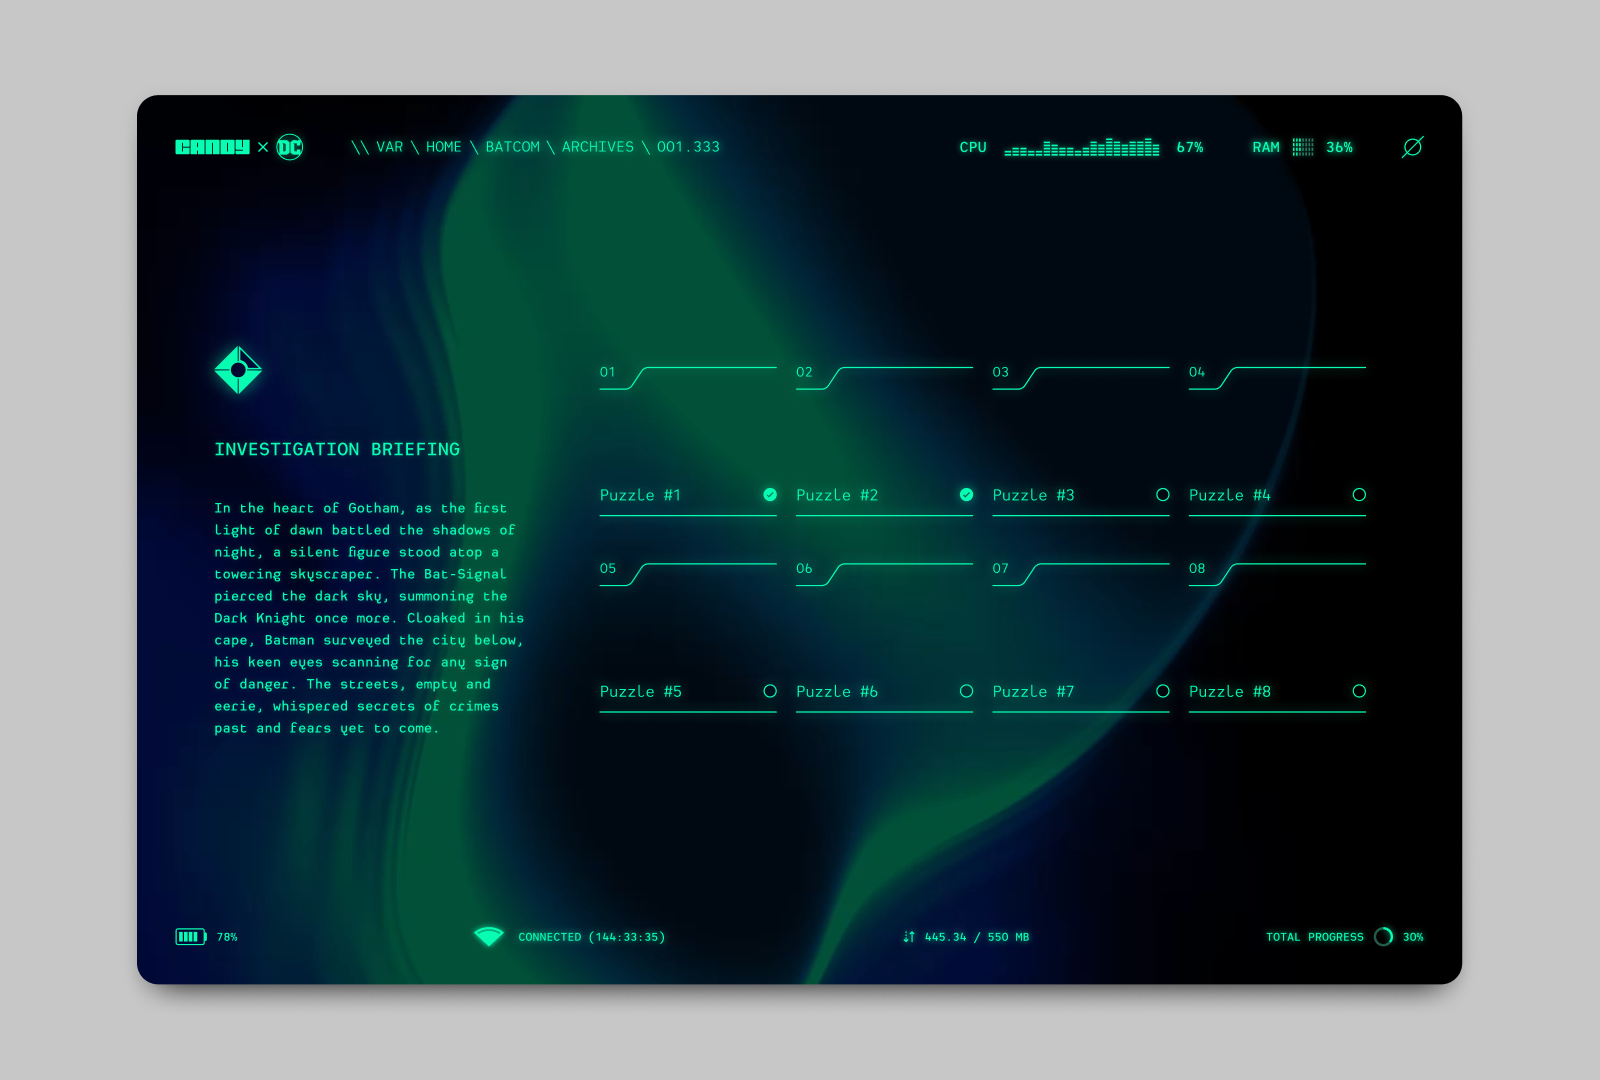 CANDY × DC
\\ VAR \ HOME \ BATCOM \ ARCHIVES \ 001.333
CPU 67%
RAM 36%
INVESTIGATION BRIEFING
In the heart of Gotham, as the first
light of dawn battled the shadows of
night, a silent figure stood atop a
towering skyscraper. The Bat-Signal
pierced the dark sky, summoning the
Dark Knight once more. Cloaked in his
cape, Batman surveyed the city below,
his keen eyes scanning for any sign
of danger. The streets, empty and
eerie, whispered secrets of crimes
past and fears yet to come.
01
Puzzle #1
02
Puzzle #2
03
Puzzle #3
04
Puzzle #4
05
Puzzle #5
06
Puzzle #6
07
Puzzle #7
08
Puzzle #8
78%
CONNECTED (144:33:35)
445.34 / 550 MB
TOTAL PROGRESS 30%